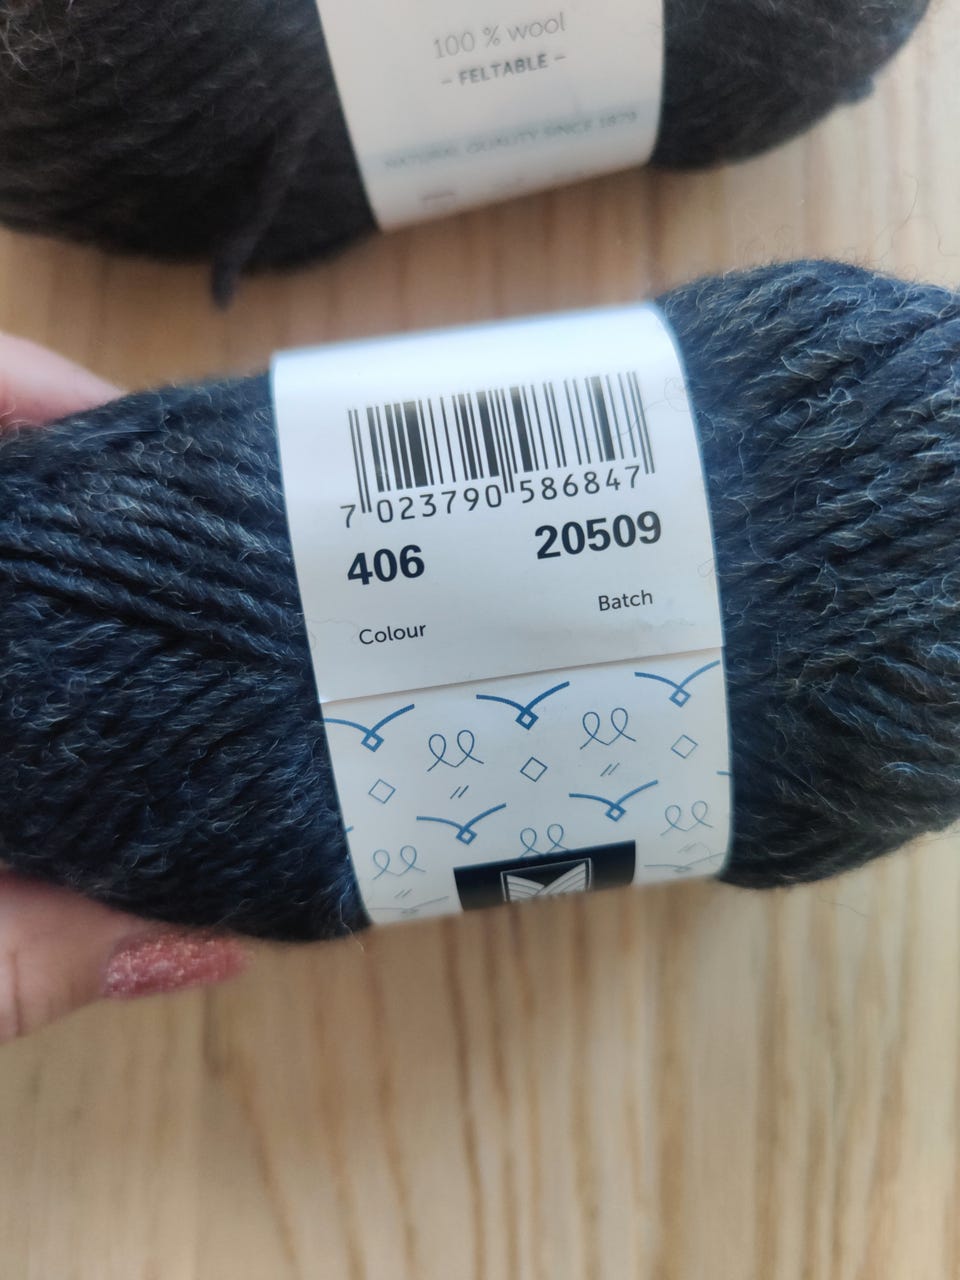 100 % wool
– FELTABLE –
NATURAL QUALITY SINCE 1879
7 023790 586847
406 20509
Colour Batch